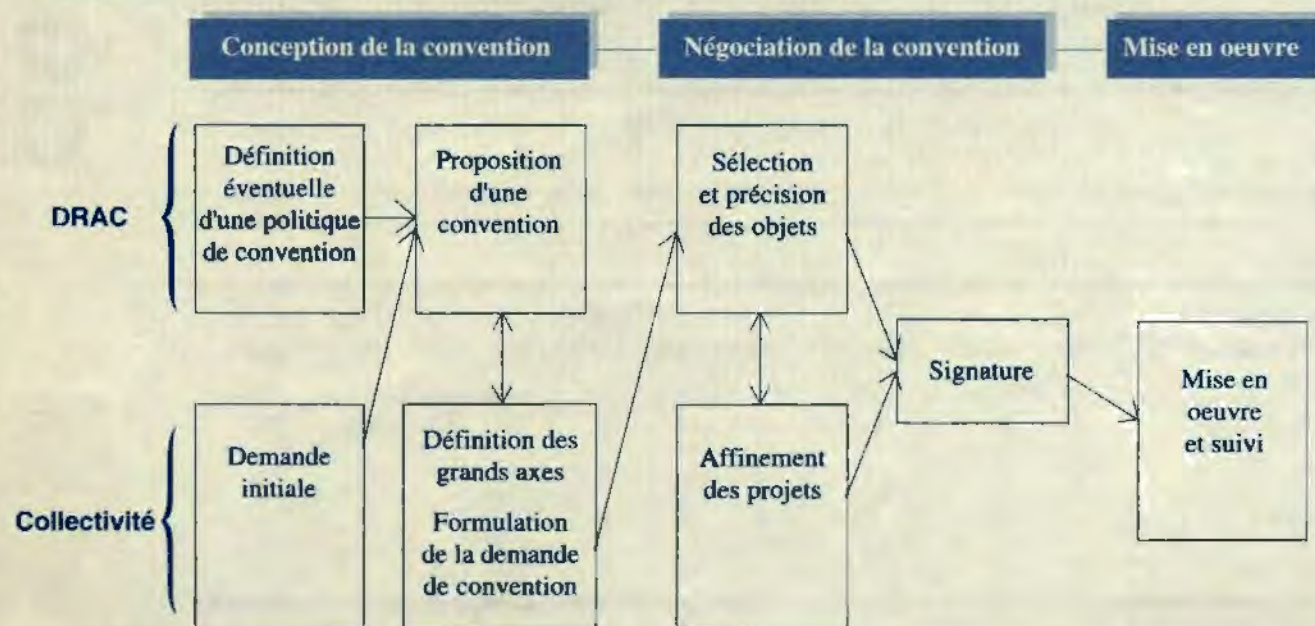 Conception de la convention
Négociation de la convention
Mise en oeuvre
DRAC
Définition
éventuelle
d'une politique
de convention
Proposition
d'une
convention
Sélection
et précision
des objets
Signature
Mise en
oeuvre
et suivi
Collectivité
Demande
initiale
Définition des
grands axes
Formulation
de la demande
de convention
Affinement
des projets